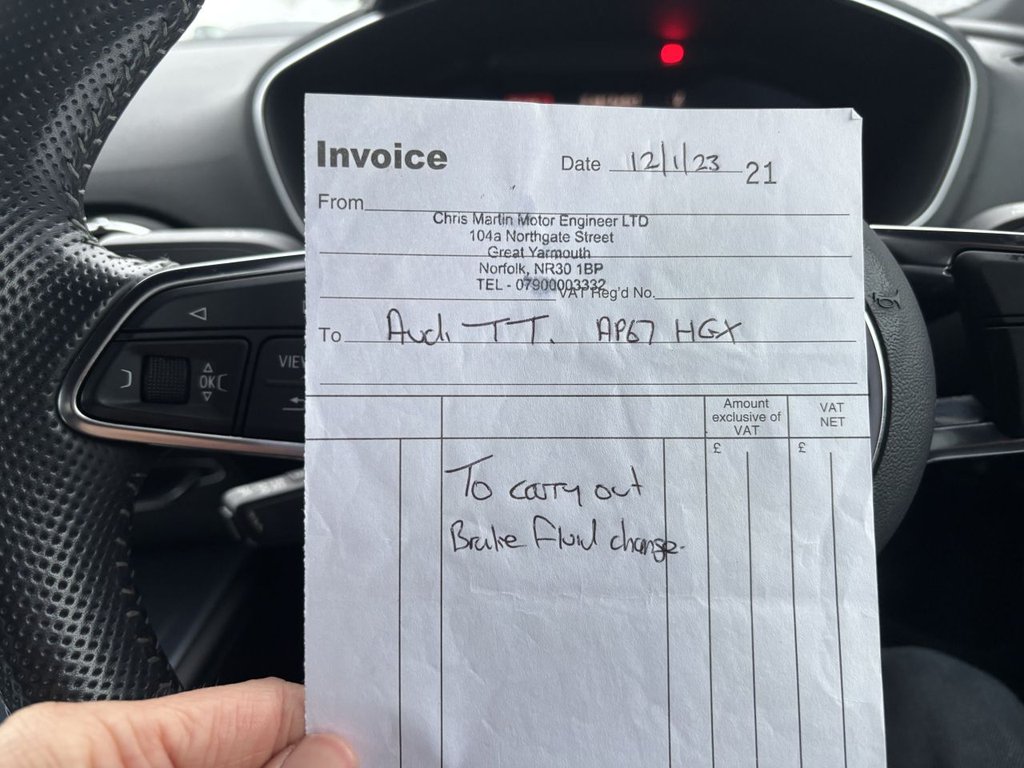 Invoice
Date 12/1/23 21
From
Chris Martin Motor Engineer LTD
104a Northgate Street
Great Yarmouth
Norfolk, NR30 1BP
TEL - 07900003332
VAT Reg'd No.
To Audi TT. AP67 HGX
Amount
exclusive of
VAT
VAT
NET
£ £
To carry out
Brake Fluid change.
VIEW
OK